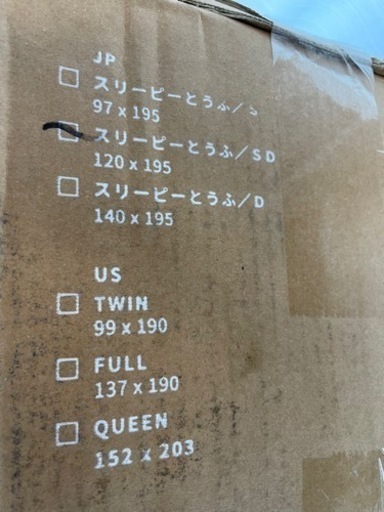 JP
スリーピーとうふ/S
97 x 195
スリーピーとうふ/SD
120 x 195
スリーピーとうふ/D
140 x 195
US
TWIN
99 x 190
FULL
137 x 190
QUEEN
152 x 203